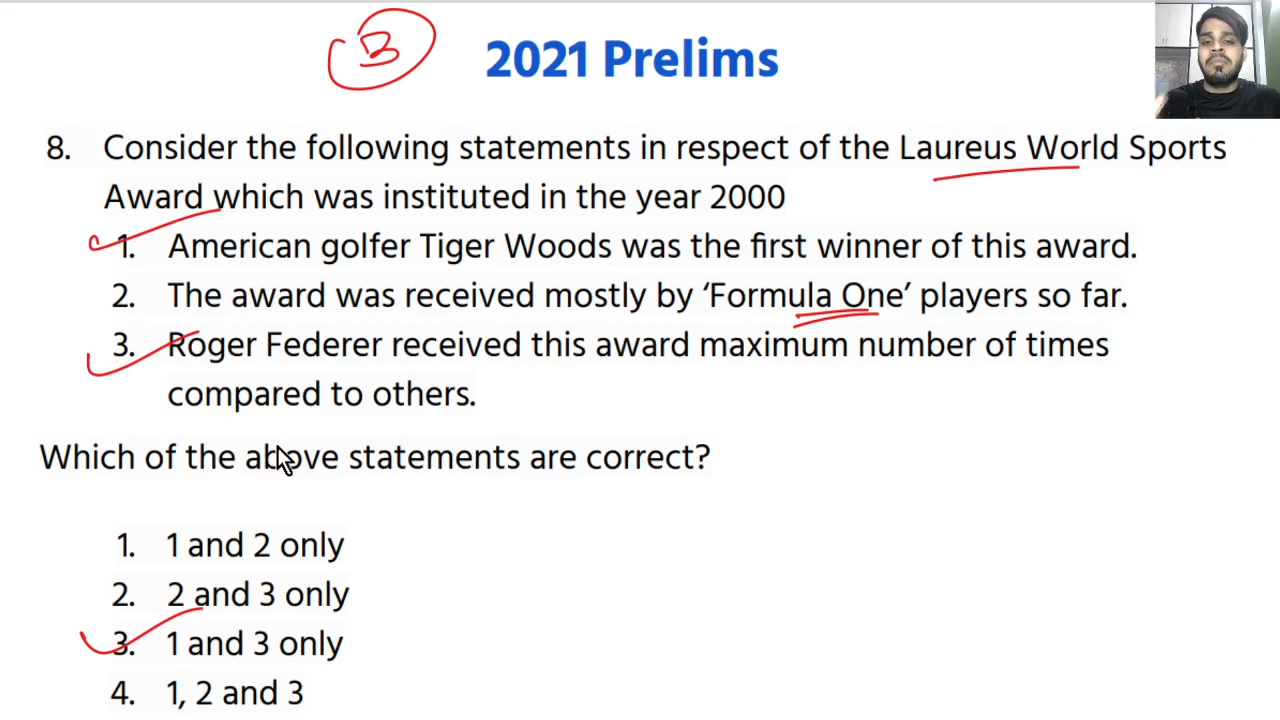 3
2021 Prelims
8. Consider the following statements in respect of the Laureus World Sports
Award which was instituted in the year 2000
1. American golfer Tiger Woods was the first winner of this award.
2. The award was received mostly by ‘Formula One’ players so far.
3. Roger Federer received this award maximum number of times
compared to others.
Which of the above statements are correct?
1. 1 and 2 only
2. 2 and 3 only
3. 1 and 3 only
4. 1, 2 and 3